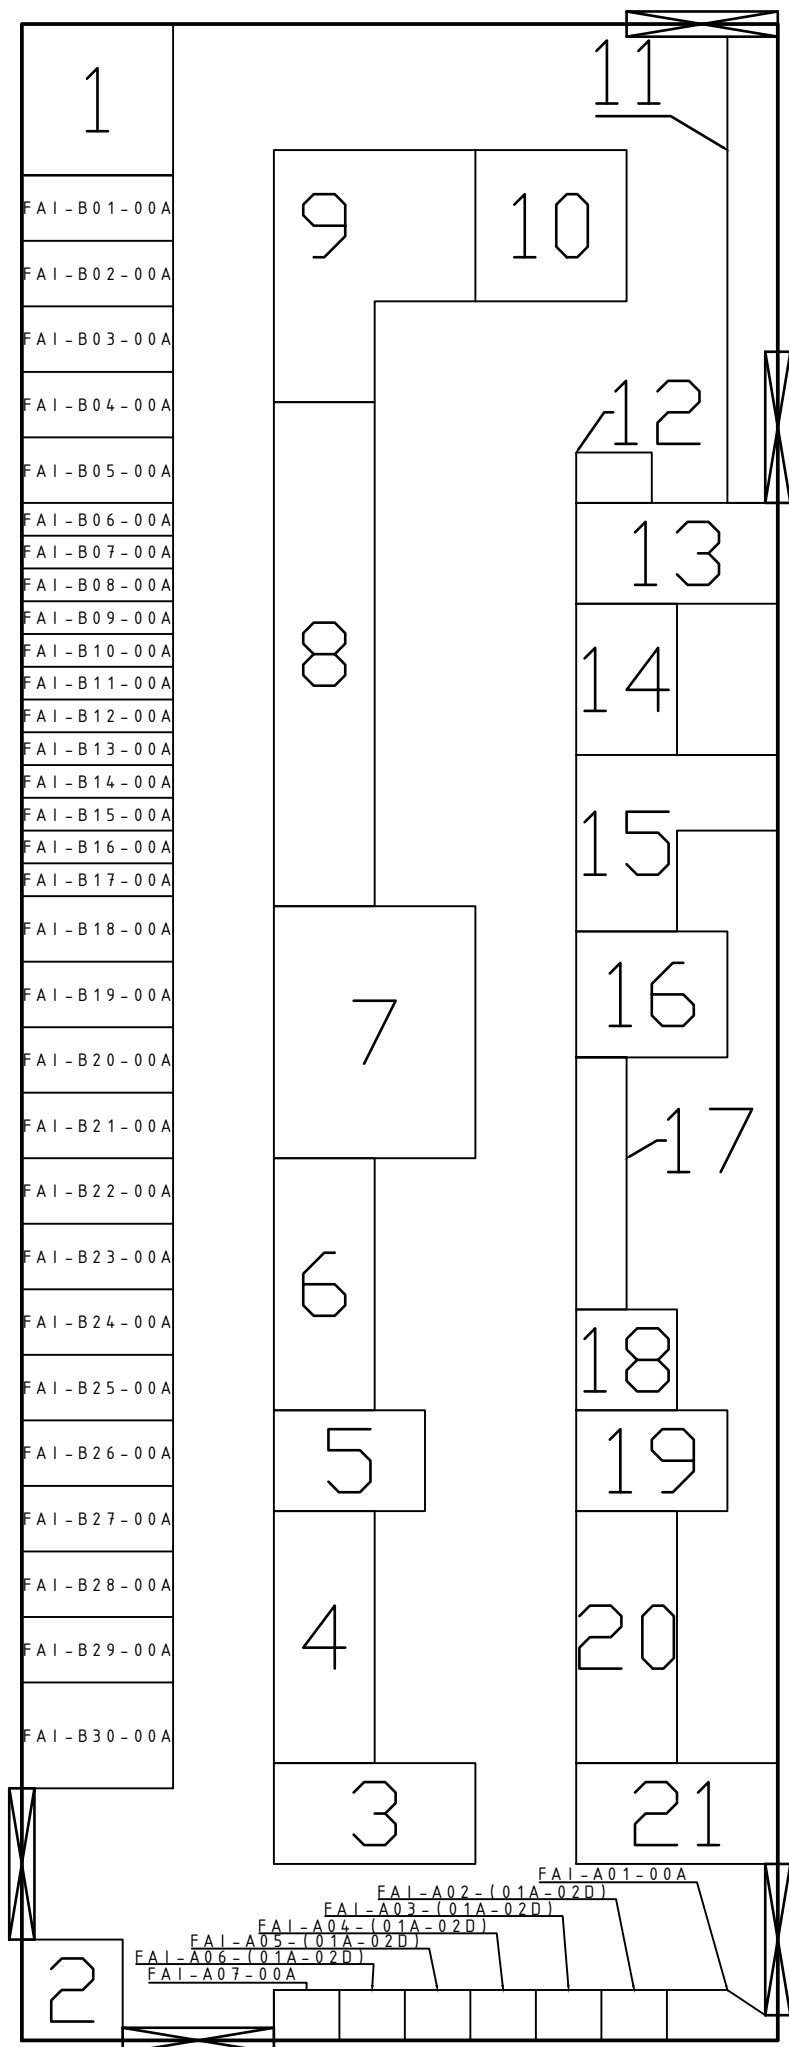 1
11
FAI-B01-00A
9
10
FAI-B02-00A
FAI-B03-00A
FAI-B04-00A
12
FAI-B05-00A
FAI-B06-00A
13
FAI-B07-00A
FAI-B08-00A
FAI-B09-00A
FAI-B10-00A
8
14
FAI-B11-00A
FAI-B12-00A
FAI-B13-00A
FAI-B14-00A
FAI-B15-00A
15
FAI-B16-00A
FAI-B17-00A
FAI-B18-00A
FAI-B19-00A
16
7
FAI-B20-00A
FAI-B21-00A
17
FAI-B22-00A
FAI-B23-00A
6
FAI-B24-00A
18
FAI-B25-00A
FAI-B26-00A
5
19
FAI-B27-00A
FAI-B28-00A
FAI-B29-00A
4
20
FAI-B30-00A
3
21
FAI-A01-00A
FAI-A02-(01A-02D)
FAI-A03-(01A-02D)
FAI-A04-(01A-02D)
FAI-A05-(01A-02D)
FAI-A06-(01A-02D)
FAI-A07-00A
2